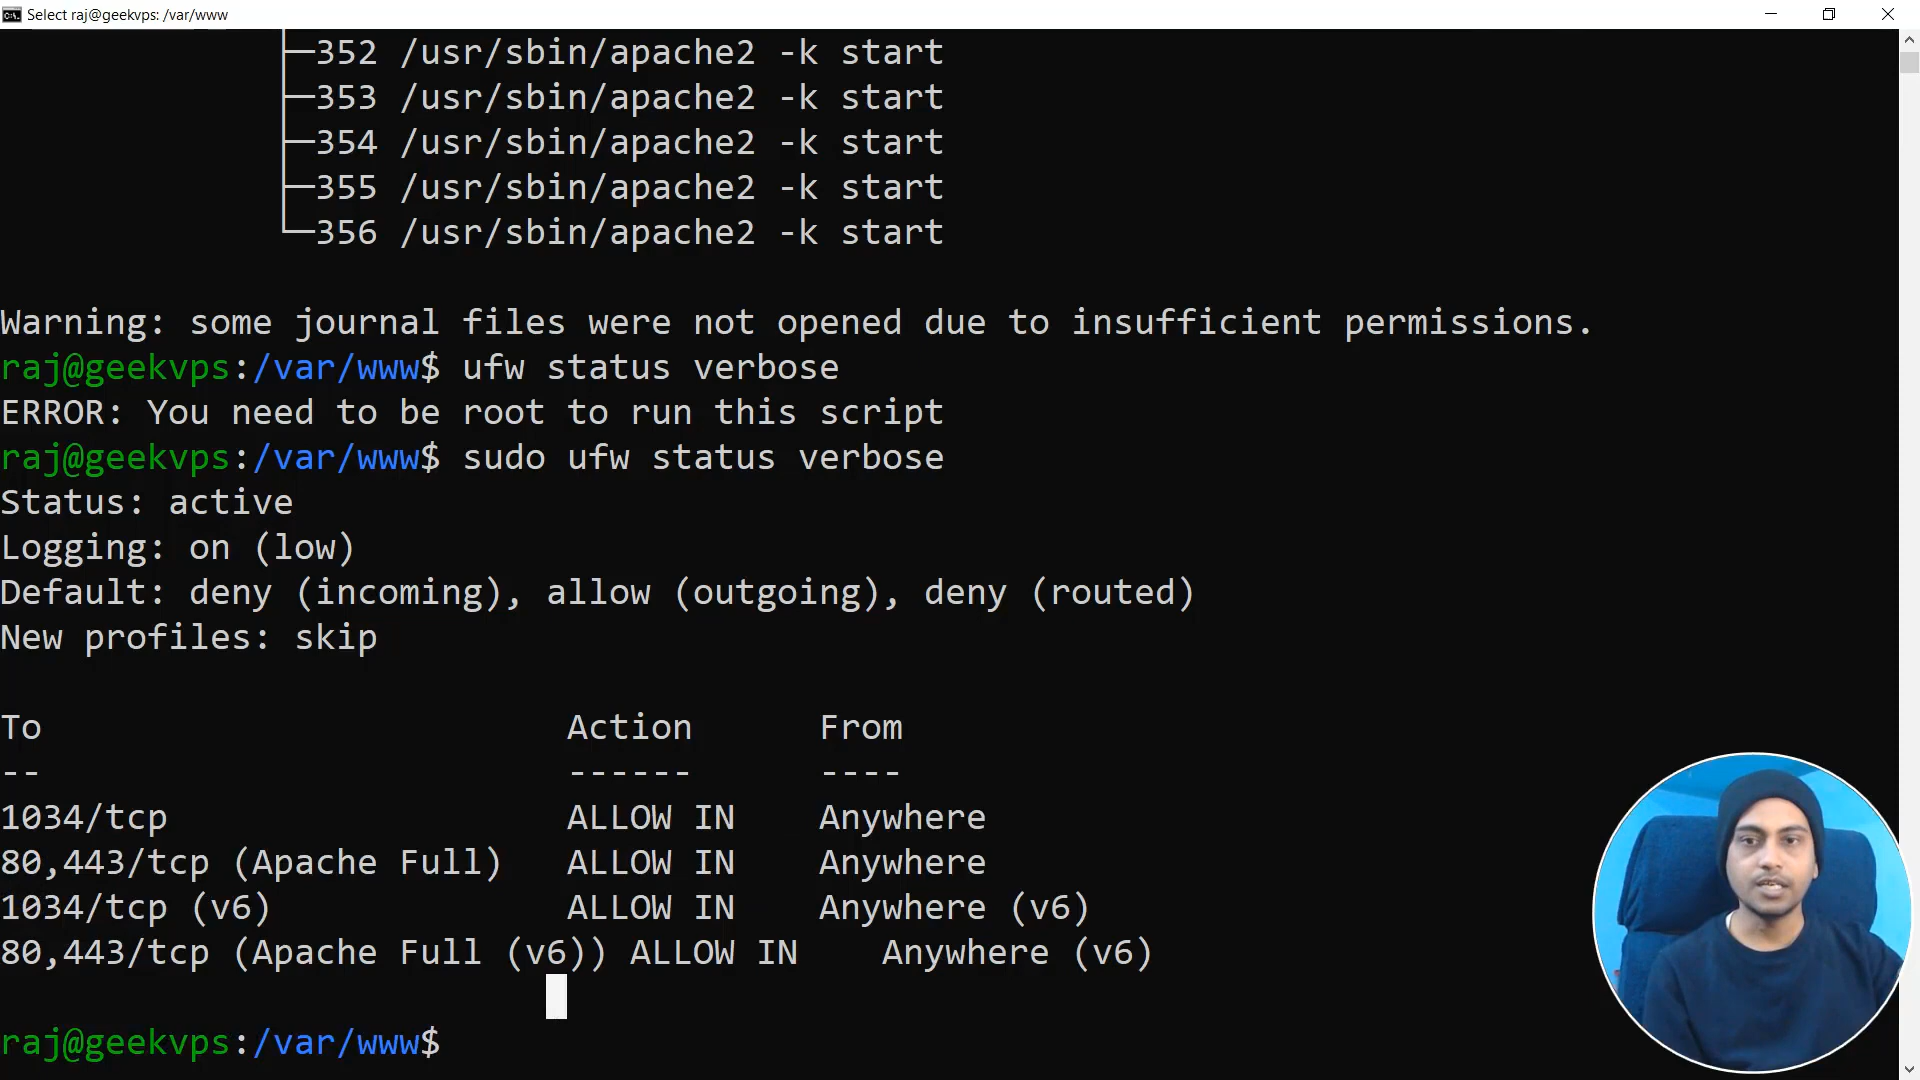 Select raj@geekvps: /var/www
├─352 /usr/sbin/apache2 -k start
├─353 /usr/sbin/apache2 -k start
├─354 /usr/sbin/apache2 -k start
├─355 /usr/sbin/apache2 -k start
└─356 /usr/sbin/apache2 -k start
Warning: some journal files were not opened due to insufficient permissions.
raj@geekvps:/var/www$ ufw status verbose
ERROR: You need to be root to run this script
raj@geekvps:/var/www$ sudo ufw status verbose
Status: active
Logging: on (low)
Default: deny (incoming), allow (outgoing), deny (routed)
New profiles: skip
To                         Action      From
--                         ------      ----
1034/tcp                   ALLOW IN    Anywhere
80,443/tcp (Apache Full)   ALLOW IN    Anywhere
1034/tcp (v6)              ALLOW IN    Anywhere (v6)
80,443/tcp (Apache Full (v6)) ALLOW IN    Anywhere (v6)
raj@geekvps:/var/www$